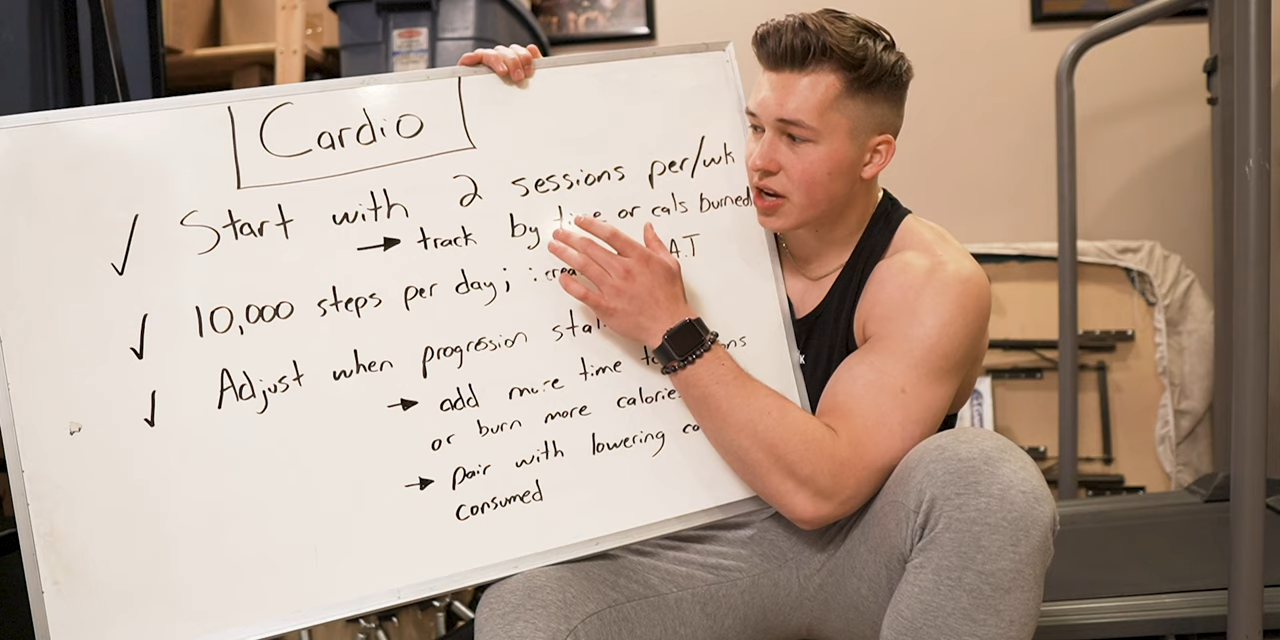 Cardio
✓ Start with 2 sessions per/wk
→ track by time or cals burned
✓ 10,000 steps per day; A.T
✓ Adjust when progression
→ add more time
or burn more
→ pair with lowering
consumed